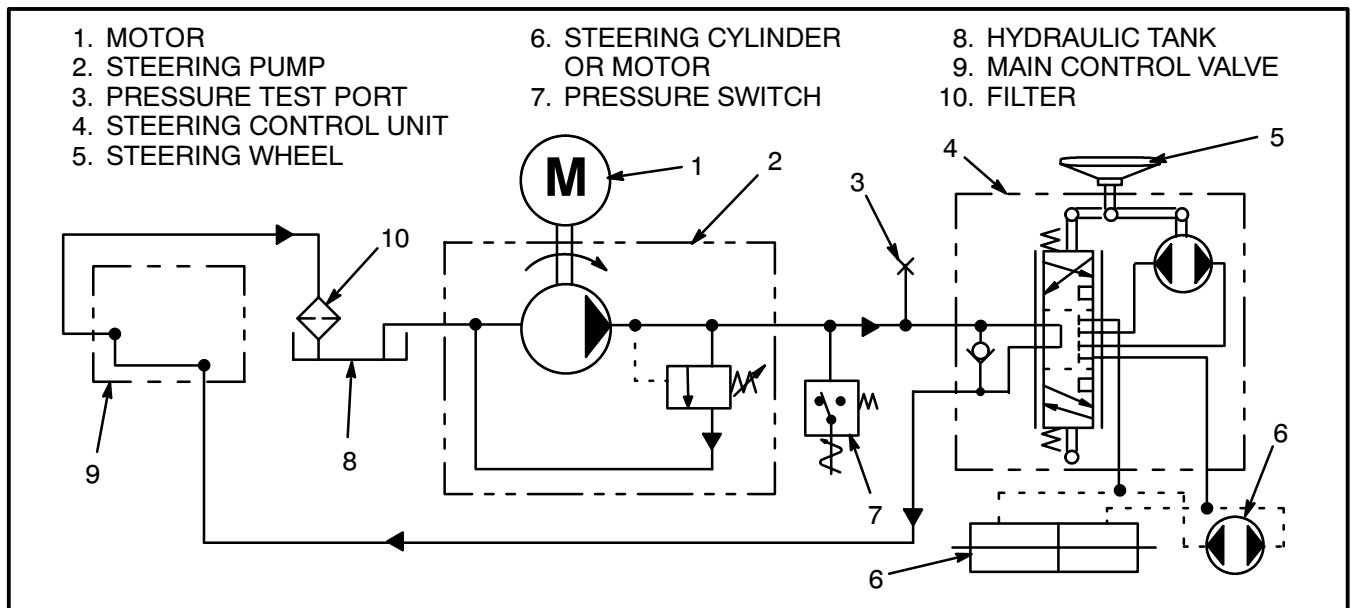 1. MOTOR
2. STEERING PUMP
3. PRESSURE TEST PORT
4. STEERING CONTROL UNIT
5. STEERING WHEEL
6. STEERING CYLINDER
OR MOTOR
7. PRESSURE SWITCH
8. HYDRAULIC TANK
9. MAIN CONTROL VALVE
10. FILTER
M
1
2
3
4
5
10
9
8
7
6
6